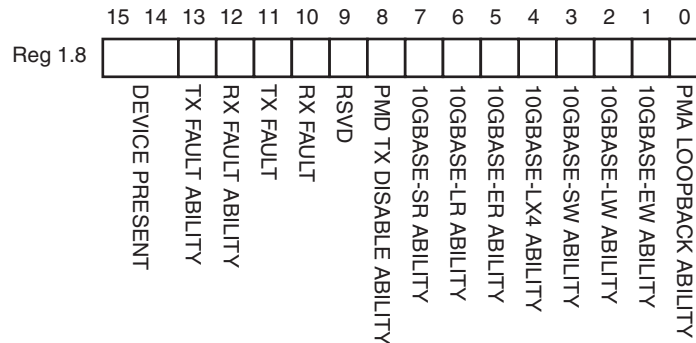 15 14 13 12 11 10 9 8 7 6 5 4 3 2 1 0
Reg 1.8
DEVICE PRESENT
TX FAULT ABILITY
RX FAULT ABILITY
TX FAULT
RX FAULT
RSVD
PMD TX DISABLE ABILITY
10GBASE-SR ABILITY
10GBASE-LR ABILITY
10GBASE-ER ABILITY
10GBASE-LX4 ABILITY
10GBASE-SW ABILITY
10GBASE-LW ABILITY
10GBASE-EW ABILITY
PMA LOOPBACK ABILITY